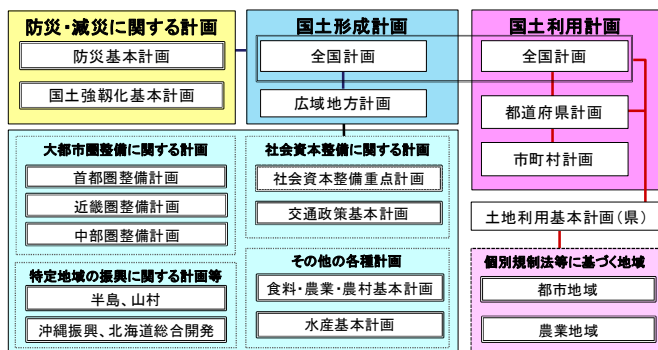 防災・減災に関する計画
防災基本計画
国土強靱化基本計画
国土形成計画
全国計画
広域地方計画
国土利用計画
全国計画
都道府県計画
市町村計画
大都市圏整備に関する計画
首都圏整備計画
近畿圏整備計画
中部圏整備計画
社会資本整備に関する計画
社会資本整備重点計画
交通政策基本計画
特定地域の振興に関する計画等
半島、山村
沖縄振興、北海道総合開発
その他の各種計画
食料・農業・農村基本計画
水産基本計画
土地利用基本計画(県)
個別規制法等に基づく地域
都市地域
農業地域